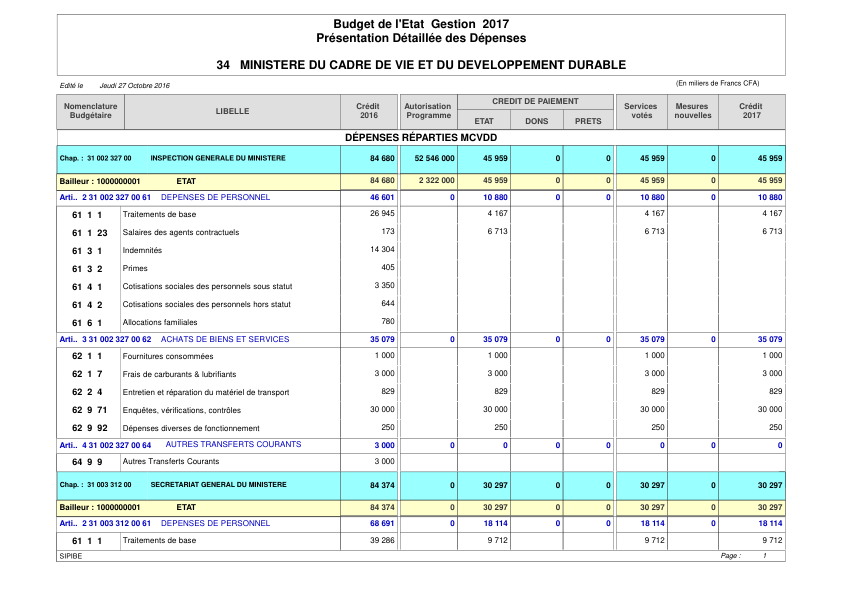 Budget de l'Etat Gestion 2017
Présentation Détaillée des Dépenses
34 MINISTERE DU CADRE DE VIE ET DU DEVELOPPEMENT DURABLE
Edité le Jeudi 27 Octobre 2016 (En milliers de Francs CFA)
Nomenclature Budgétaire LIBELLE Crédit 2016 Autorisation Programme CREDIT DE PAIEMENT Services votés Mesures nouvelles Crédit 2017
ETAT DONS PRETS
DÉPENSES RÉPARTIES MCVDD
Chap. : 31 002 327 00 INSPECTION GENERALE DU MINISTERE 84 680 52 546 000 45 959 0 0 45 959 0 45 959
Bailleur : 1000000001 ETAT 84 680 2 322 000 45 959 0 0 45 959 0 45 959
Arti.. 2 31 002 327 00 61 DEPENSES DE PERSONNEL 46 601 0 10 880 0 0 10 880 0 10 880
61 1 1 Traitements de base 26 945 4 167 4 167 4 167
61 1 23 Salaires des agents contractuels 173 6 713 6 713 6 713
61 3 1 Indemnités 14 304
61 3 2 Primes 405
61 4 1 Cotisations sociales des personnels sous statut 3 350
61 4 2 Cotisations sociales des personnels hors statut 644
61 6 1 Allocations familiales 780
Arti.. 3 31 002 327 00 62 ACHATS DE BIENS ET SERVICES 35 079 0 35 079 0 0 35 079 0 35 079
62 1 1 Fournitures consommées 1 000 1 000 1 000 1 000
62 1 7 Frais de carburants & lubrifiants 3 000 3 000 3 000 3 000
62 2 4 Entretien et réparation du matériel de transport 829 829 829 829
62 9 71 Enquêtes, vérifications, contrôles 30 000 30 000 30 000 30 000
62 9 92 Dépenses diverses de fonctionnement 250 250 250 250
Arti.. 4 31 002 327 00 64 AUTRES TRANSFERTS COURANTS 3 000 0 0 0 0 0 0 0
64 9 9 Autres Transferts Courants 3 000
Chap. : 31 003 312 00 SECRETARIAT GENERAL DU MINISTERE 84 374 0 30 297 0 0 30 297 0 30 297
Bailleur : 1000000001 ETAT 84 374 0 30 297 0 0 30 297 0 30 297
Arti.. 2 31 003 312 00 61 DEPENSES DE PERSONNEL 68 691 0 18 114 0 0 18 114 0 18 114
61 1 1 Traitements de base 39 286 9 712 9 712 9 712
SIPIBE Page : 1